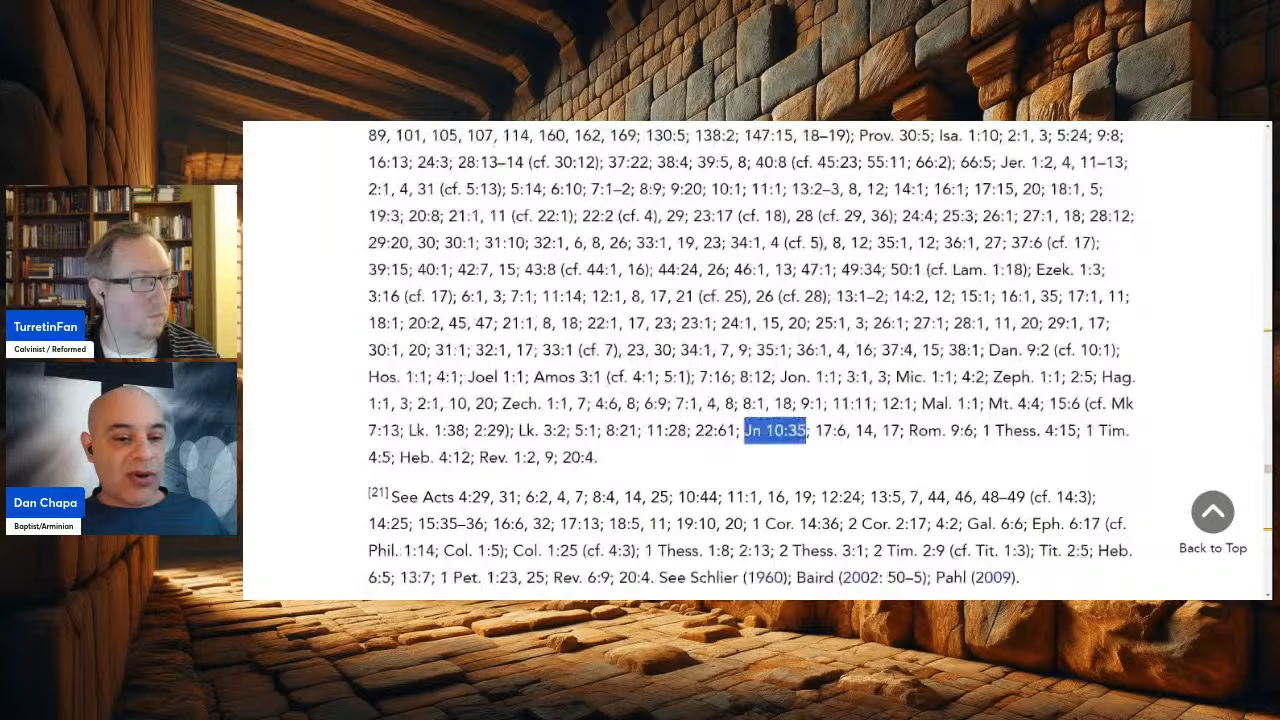 89, 101, 105, 107, 114, 160, 162, 169; 130:5; 138:2; 147:15, 18–19); Prov. 30:5; Isa. 1:10; 2:1, 3; 5:24; 9:8;
16:13; 24:3; 28:13–14 (cf. 30:12); 37:22; 38:4; 39:5, 8; 40:8 (cf. 45:23; 55:11; 66:2); 66:5; Jer. 1:2, 4, 11–13;
2:1, 4, 31 (cf. 5:13); 5:14; 6:10; 7:1–2; 8:9; 9:20; 10:1; 11:1; 13:2–3, 8, 12; 14:1; 16:1; 17:15, 20; 18:1, 5;
19:3; 20:8; 21:1, 11 (cf. 22:1); 22:2 (cf. 4), 29; 23:17 (cf. 18), 28 (cf. 29, 36); 24:4; 25:3; 26:1; 27:1, 18; 28:12;
29:20, 30; 30:1; 31:10; 32:1, 6, 8, 26; 33:1, 19, 23; 34:1, 4 (cf. 5), 8, 12; 35:1, 12; 36:1, 27; 37:6 (cf. 17);
39:15; 40:1; 42:7, 15; 43:8 (cf. 44:1, 16); 44:24, 26; 46:1, 13; 47:1; 49:34; 50:1 (cf. Lam. 1:18); Ezek. 1:3;
3:16 (cf. 17); 6:1, 3; 7:1; 11:14; 12:1, 8, 17, 21 (cf. 25), 26 (cf. 28); 13:1–2; 14:2, 12; 15:1; 16:1, 35; 17:1, 11;
18:1; 20:2, 45, 47; 21:1, 8, 18; 22:1, 17, 23; 23:1; 24:1, 15, 20; 25:1, 3; 26:1; 27:1; 28:1, 11, 20; 29:1, 17;
30:1, 20; 31:1; 32:1, 17; 33:1 (cf. 7), 23, 30; 34:1, 7, 9; 35:1; 36:1, 4, 16; 37:4, 15; 38:1; Dan. 9:2 (cf. 10:1);
Hos. 1:1; 4:1; Joel 1:1; Amos 3:1 (cf. 4:1; 5:1); 7:16; 8:12; Jon. 1:1; 3:1, 3; Mic. 1:1; 4:2; Zeph. 1:1; 2:5; Hag.
1:1, 3; 2:1, 10, 20; Zech. 1:1, 7; 4:6, 8; 6:9; 7:1, 4, 8; 8:1, 18; 9:1; 11:11; 12:1; Mal. 1:1; Mt. 4:4; 15:6 (cf. Mk
7:13; Lk. 1:38; 2:29); Lk. 3:2; 5:1; 8:21; 11:28; 22:61; Jn 10:35; 17:6, 14, 17; Rom. 9:6; 1 Thess. 4:15; 1 Tim.
4:5; Heb. 4:12; Rev. 1:2, 9; 20:4.
[21] See Acts 4:29, 31; 6:2, 4, 7; 8:4, 14, 25; 10:44; 11:1, 16, 19; 12:24; 13:5, 7, 44, 46, 48–49 (cf. 14:3);
14:25; 15:35–36; 16:6, 32; 17:13; 18:5, 11; 19:10, 20; 1 Cor. 14:36; 2 Cor. 2:17; 4:2; Gal. 6:6; Eph. 6:17 (cf.
Phil. 1:14; Col. 1:5); Col. 1:25 (cf. 4:3); 1 Thess. 1:8; 2:13; 2 Thess. 3:1; 2 Tim. 2:9 (cf. Tit. 1:3); Tit. 2:5; Heb.
6:5; 13:7; 1 Pet. 1:23, 25; Rev. 6:9; 20:4. See Schlier (1960); Baird (2002: 50–5); Pahl (2009).
Back to Top
TurretinFan
Calvinist / Reformed
Dan Chapa
Baptist/Arminian